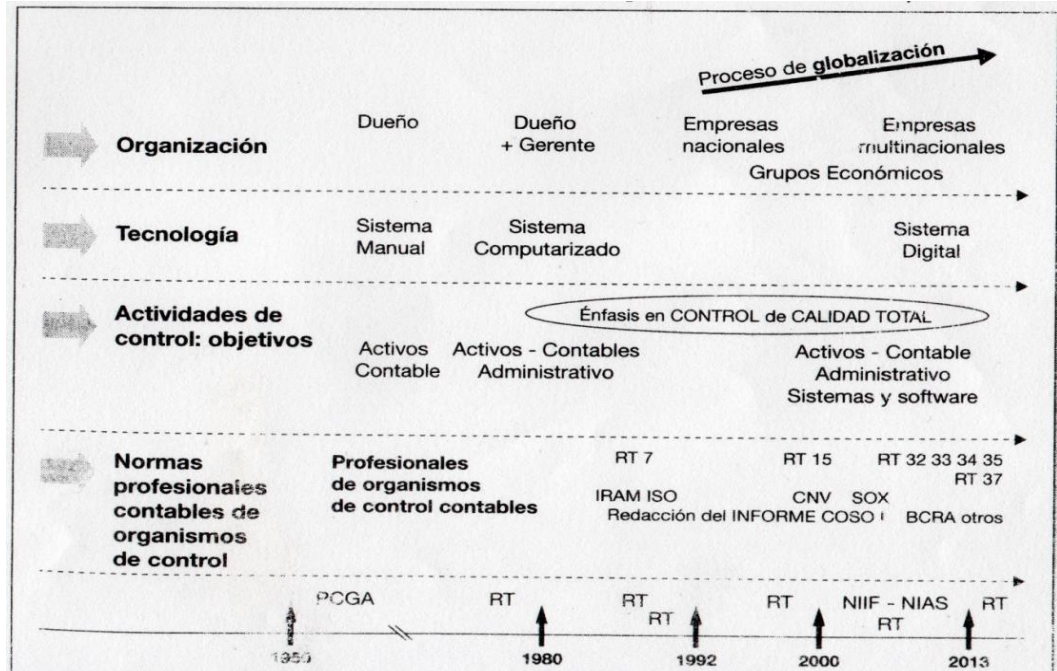 Proceso de globalización
Organización
Dueño
Dueño
+ Gerente
Empresas
nacionales
Empresas
multinacionales
Grupos Económicos
Tecnología
Sistema
Manual
Sistema
Computarizado
Sistema
Digital
Actividades de
control: objetivos
Énfasis en CONTROL de CALIDAD TOTAL
Activos
Contable
Activos - Contables
Administrativo
Activos - Contable
Administrativo
Sistemas y software
Normas
profesionales
contables de
organismos
de control
Profesionales
de organismos
de control contables
RT 7
RT 15
RT 32 33 34 35
RT 37
IRAM ISO
CNV
SOX
Redacción del INFORME COSO I
BCRA otros
PCGA
RT
RT
RT
RT
NIIF - NIAS
RT
RT
1980
1992
2000
2013